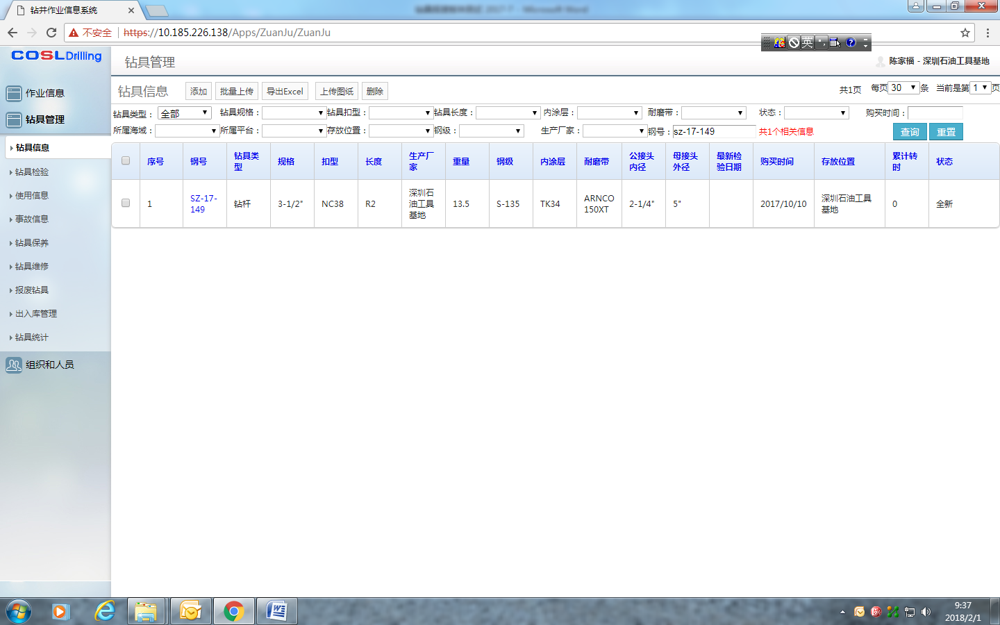 钻井作业信息系统
不安全 https://10.185.226.138/Apps/ZuanJu/ZuanJu
英
COSL Drilling
钻具管理
陈家福 - 深圳石油工具基地
作业信息
钻具管理
钻具信息
钻具检验
使用信息
事故信息
钻具保养
钻具维修
报废钻具
出入库管理
钻具统计
组织和人员
钻具信息 添加 批量上传 导出Excel 上传图纸 删除 共1页 每页 30 条 当前是第 1 页
钻具类型： 全部 钻具规格： 钻具扣型： 钻具长度： 内涂层： 耐磨带： 状态： 购买时间：
所属海域： 所属平台： 存放位置： 钢级： 生产厂家： 钢号： sz-17-149 共1个相关信息 查询 重置
序号 钢号 钻具类型 规格 扣型 长度 生产厂家 重量 钢级 内涂层 耐磨带 公接头内径 母接头外径 最新检验日期 购买时间 存放位置 累计转时 状态
1 SZ-17-149 钻杆 3-1/2" NC38 R2 深圳石油工具基地 13.5 S-135 TK34 ARNCO 150XT 2-1/4" 5" 2017/10/10 深圳石油工具基地 0 全新
9:37
2018/2/1